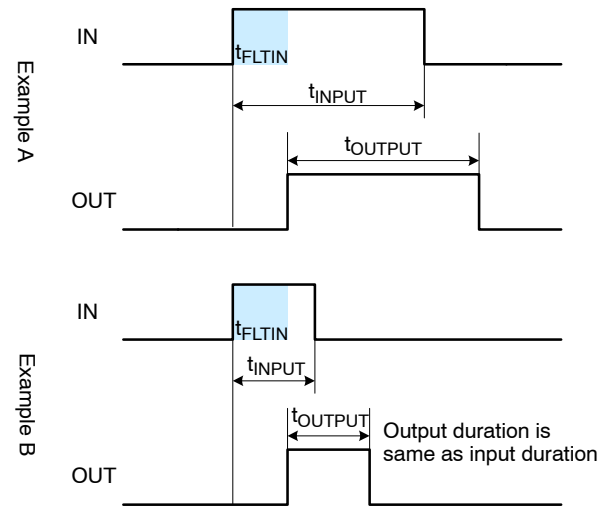 Example A
IN
tFLTIN
tINPUT
tOUTPUT
OUT
Example B
IN
tFLTIN
tINPUT
tOUTPUT
Output duration is
same as input duration
OUT